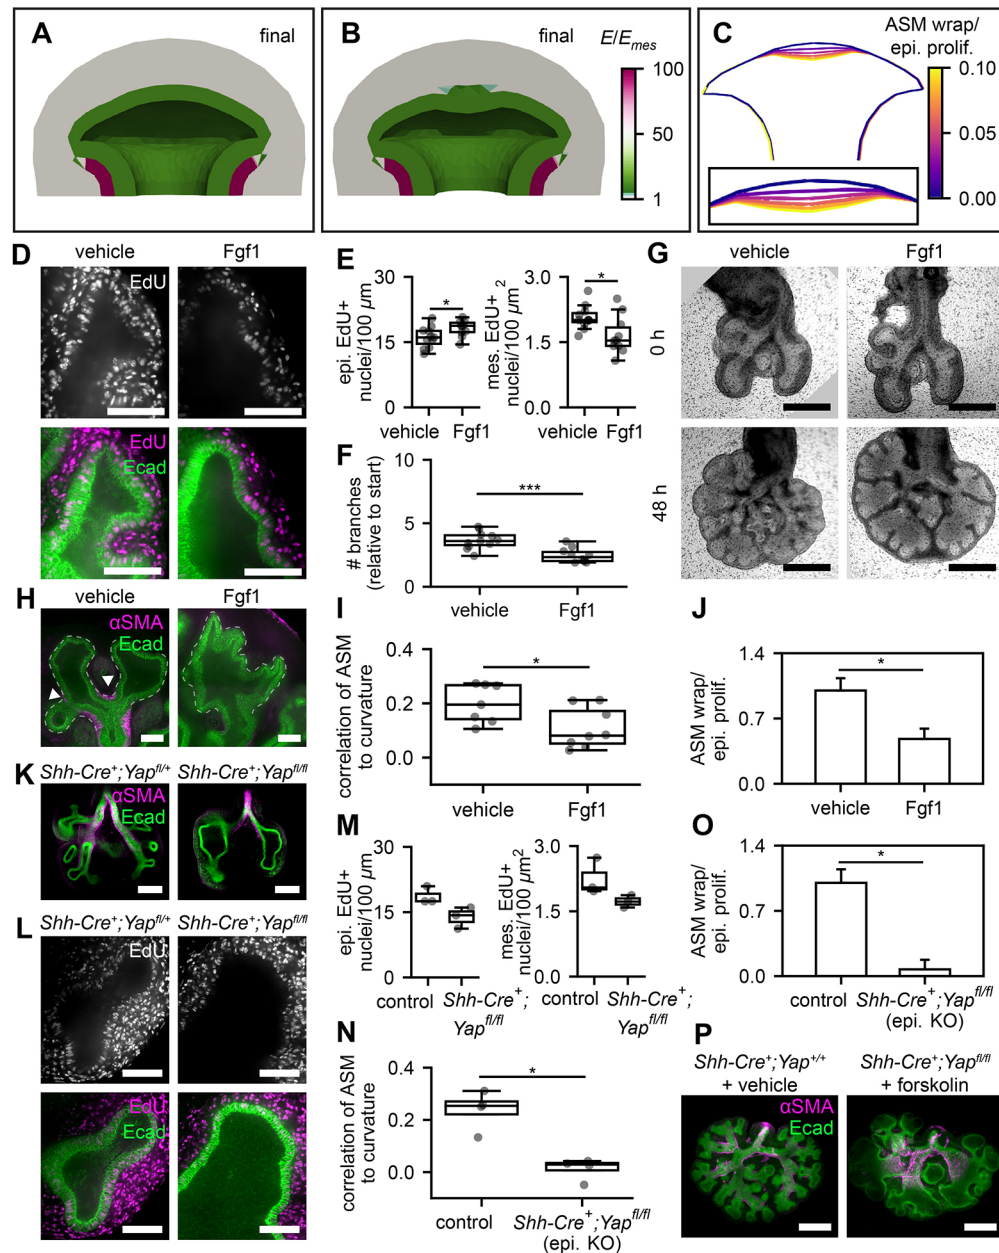 A
final
B
final
E/Emes
100
50
1
C
ASM wrap/
epi. prolif.
0.10
0.05
0.00
D
vehicle
Fgf1
EdU
EdU
Ecad
E
30
15
0
epi. EdU+
nuclei/100 µm
*
vehicle
Fgf1
3.0
1.5
0.0
mes. EdU+
nuclei/100 µm2
*
vehicle
Fgf1
F
10
5
0
# branches
(relative to start)
***
vehicle
Fgf1
G
vehicle
Fgf1
0 h
48 h
H
vehicle
Fgf1
αSMA
Ecad
I
0.4
0.2
0.0
correlation of ASM
to curvature
*
vehicle
Fgf1
J
1.4
0.7
0.0
ASM wrap/
epi. prolif.
*
vehicle
Fgf1
K
Shh-Cre+;Yapfl/+
Shh-Cre+;Yapfl/fl
αSMA
Ecad
L
Shh-Cre+;Yapfl/+
Shh-Cre+;Yapfl/fl
EdU
EdU
Ecad
M
30
15
0
epi. EdU+
nuclei/100 µm
control
Shh-Cre+;
Yapfl/fl
3.0
1.5
0.0
mes. EdU+
nuclei/100 µm2
control
Shh-Cre+;
Yapfl/fl
N
0.4
0.2
0.0
correlation of ASM
to curvature
*
control
Shh-Cre+;Yapfl/fl
(epi. KO)
O
1.4
0.7
0.0
ASM wrap/
epi. prolif.
*
control
Shh-Cre+;Yapfl/fl
(epi. KO)
P
Shh-Cre+;Yap+/+
+ vehicle
Shh-Cre+;Yapfl/fl
+ forskolin
αSMA
Ecad